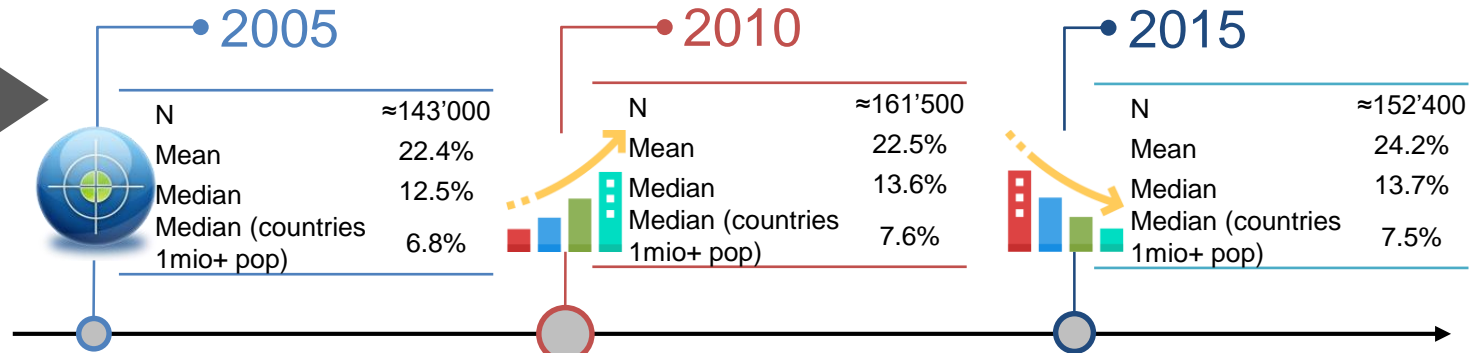 2005
N ≈143’000
Mean 22.4%
Median 12.5%
Median (countries
1mio+ pop) 6.8%
2010
N ≈161’500
Mean 22.5%
Median 13.6%
Median (countries
1mio+ pop) 7.6%
2015
N ≈152’400
Mean 24.2%
Median 13.7%
Median (countries
1mio+ pop) 7.5%